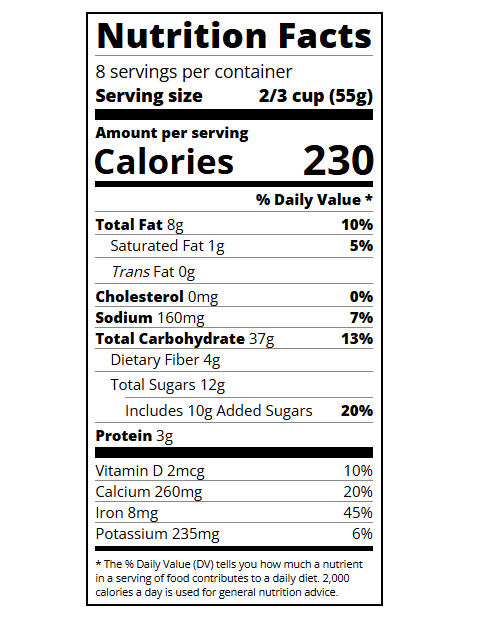 Nutrition Facts
8 servings per container
Serving size 2/3 cup (55g)
Amount per serving
Calories 230
% Daily Value *
Total Fat 8g 10%
Saturated Fat 1g 5%
Trans Fat 0g
Cholesterol 0mg 0%
Sodium 160mg 7%
Total Carbohydrate 37g 13%
Dietary Fiber 4g
Total Sugars 12g
Includes 10g Added Sugars 20%
Protein 3g
Vitamin D 2mcg 10%
Calcium 260mg 20%
Iron 8mg 45%
Potassium 235mg 6%
* The % Daily Value (DV) tells you how much a nutrient
in a serving of food contributes to a daily diet. 2,000
calories a day is used for general nutrition advice.